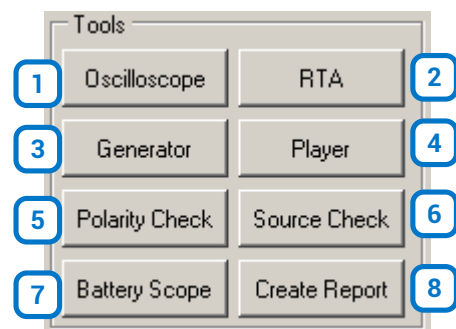 Tools
1 Oscilloscope RTA 2
3 Generator Player 4
5 Polarity Check Source Check 6
7 Battery Scope Create Report 8